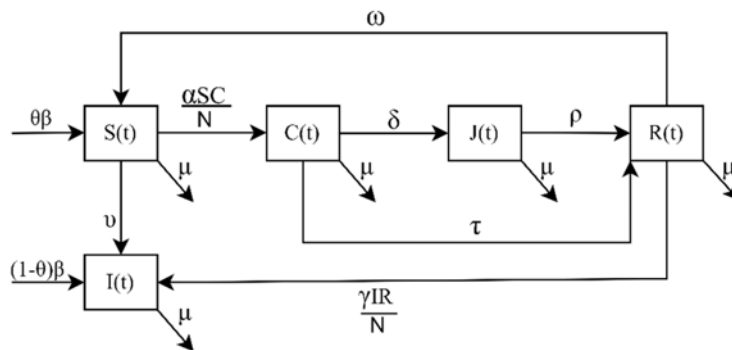 ω
θβ
S(t)
αSC
N
C(t)
δ
J(t)
ρ
R(t)
μ
μ
μ
μ
υ
τ
(1-θ)β
I(t)
γIR
N
μ